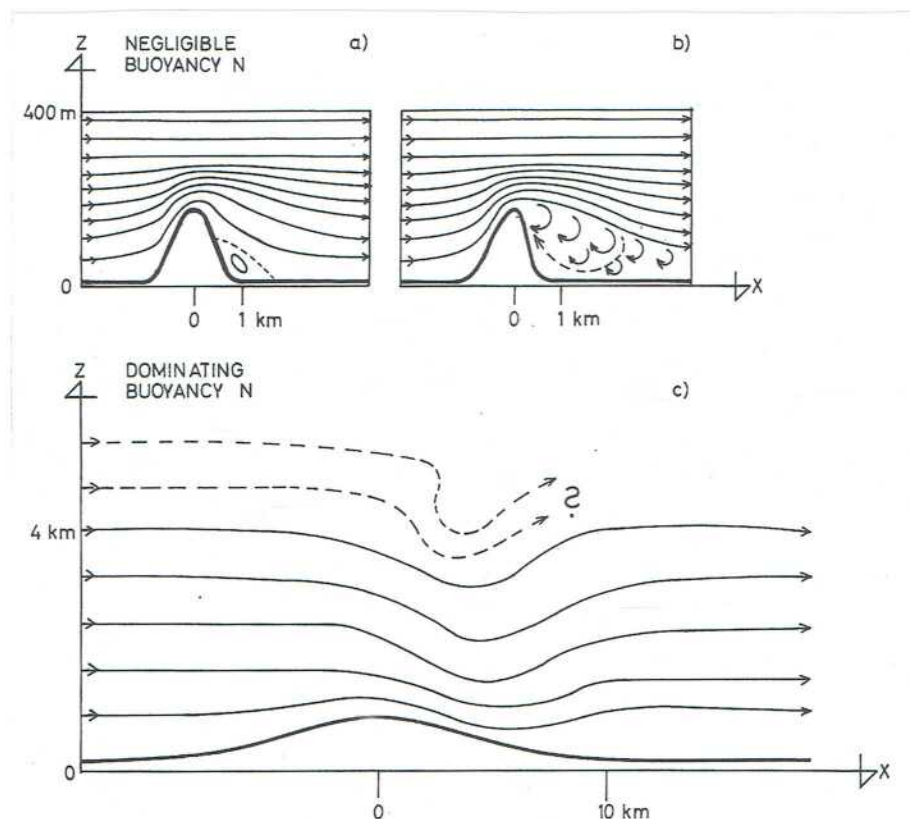 Z NEGLIGIBLE a) b)
BUOYANCY N
400 m
0 X
0 1 km 0 1 km
Z DOMINATING c)
BUOYANCY N
?
4 km
0 X
0 10 km